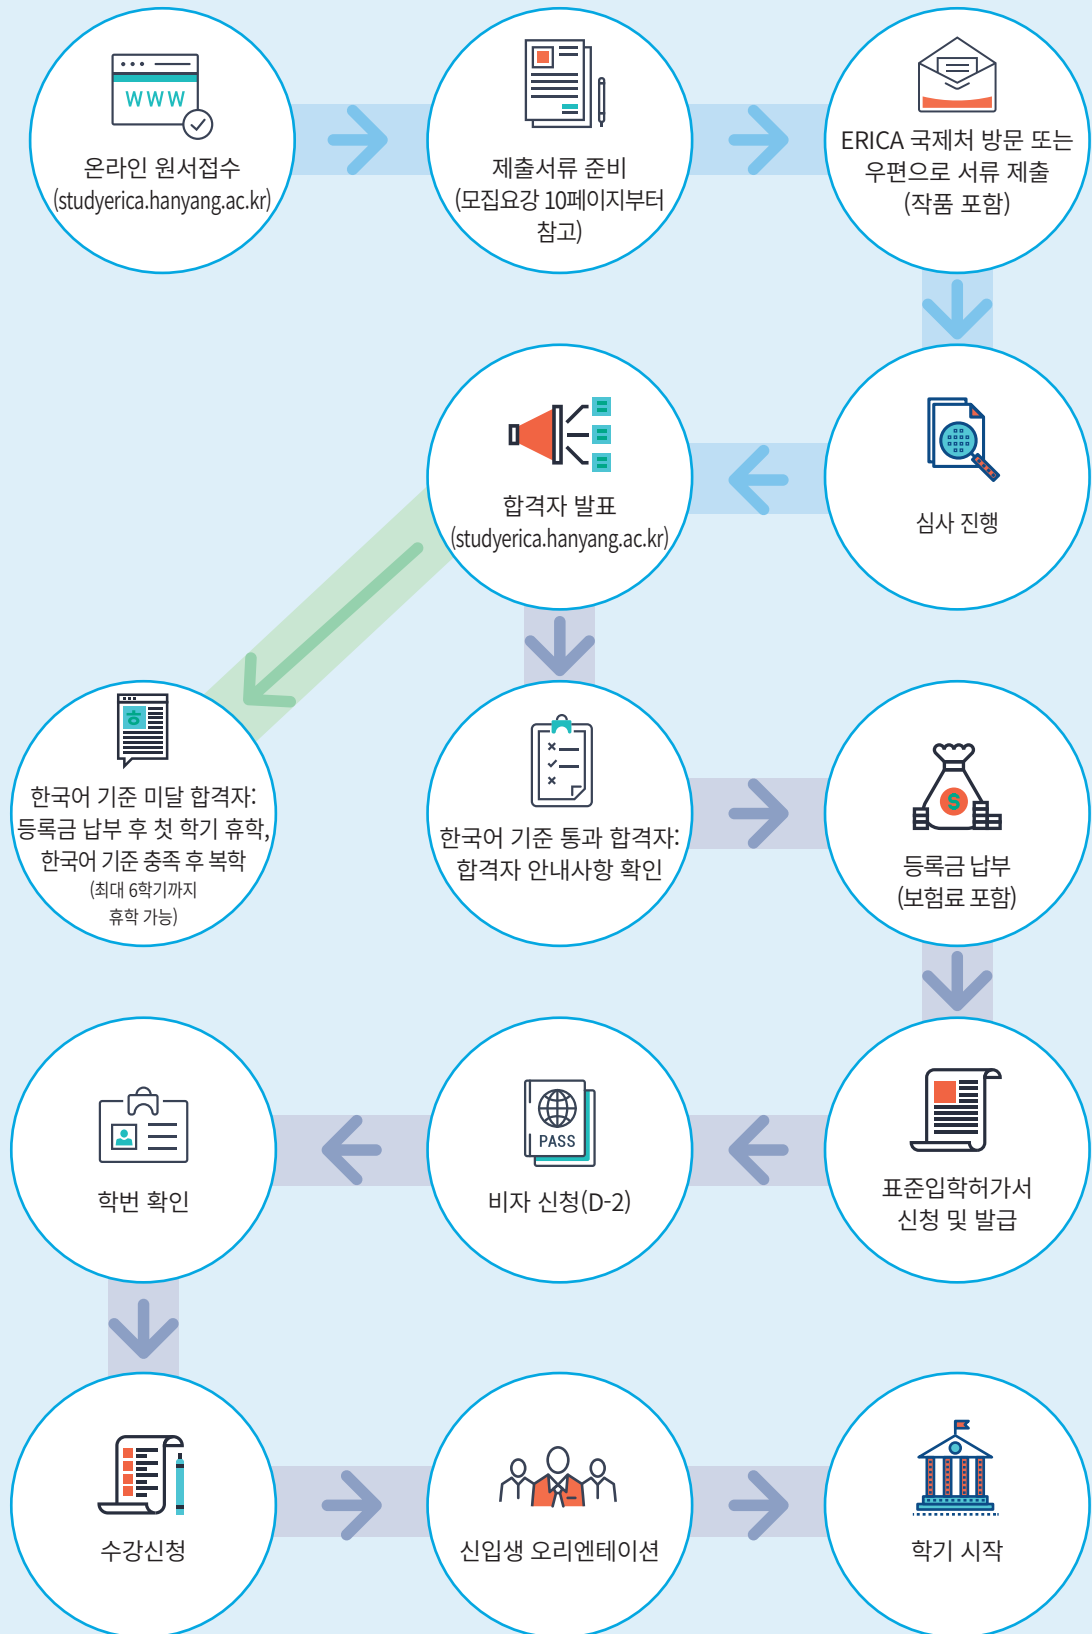 WWW
온라인 원서접수
(studyerica.hanyang.ac.kr)
제출서류 준비
(모집요강 10페이지부터
참고)
ERICA 국제처 방문 또는
우편으로 서류 제출
(작품 포함)
심사 진행
합격자 발표
(studyerica.hanyang.ac.kr)
ㅎ
한국어 기준 미달 합격자:
등록금 납부 후 첫 학기 휴학,
한국어 기준 충족 후 복학
(최대 6학기까지
휴학 가능)
한국어 기준 통과 합격자:
합격자 안내사항 확인
S
등록금 납부
(보험료 포함)
표준입학허가서
신청 및 발급
PASS
비자 신청(D-2)
학번 확인
수강신청
신입생 오리엔테이션
학기 시작